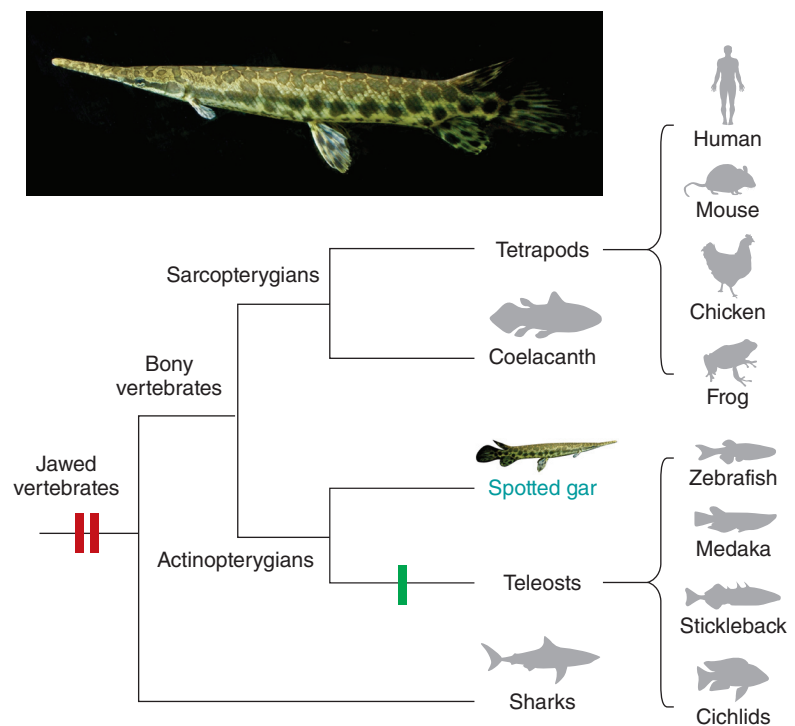 Human
Mouse
Chicken
Frog
Tetrapods
Sarcopterygians
Coelacanth
Bony
vertebrates
Jawed
vertebrates
Spotted gar
Actinopterygians
Teleosts
Zebrafish
Medaka
Stickleback
Cichlids
Sharks